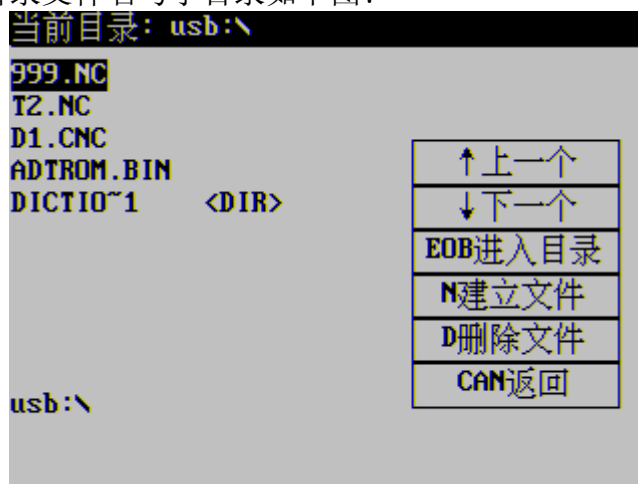 当前目录: usb:\
999.NC
T2.NC
D1.CNC
ADTROM.BIN
DICTIO~1 <DIR>
↑上一个
↓下一个
EOB进入目录
N建立文件
D删除文件
CAN返回
usb:\